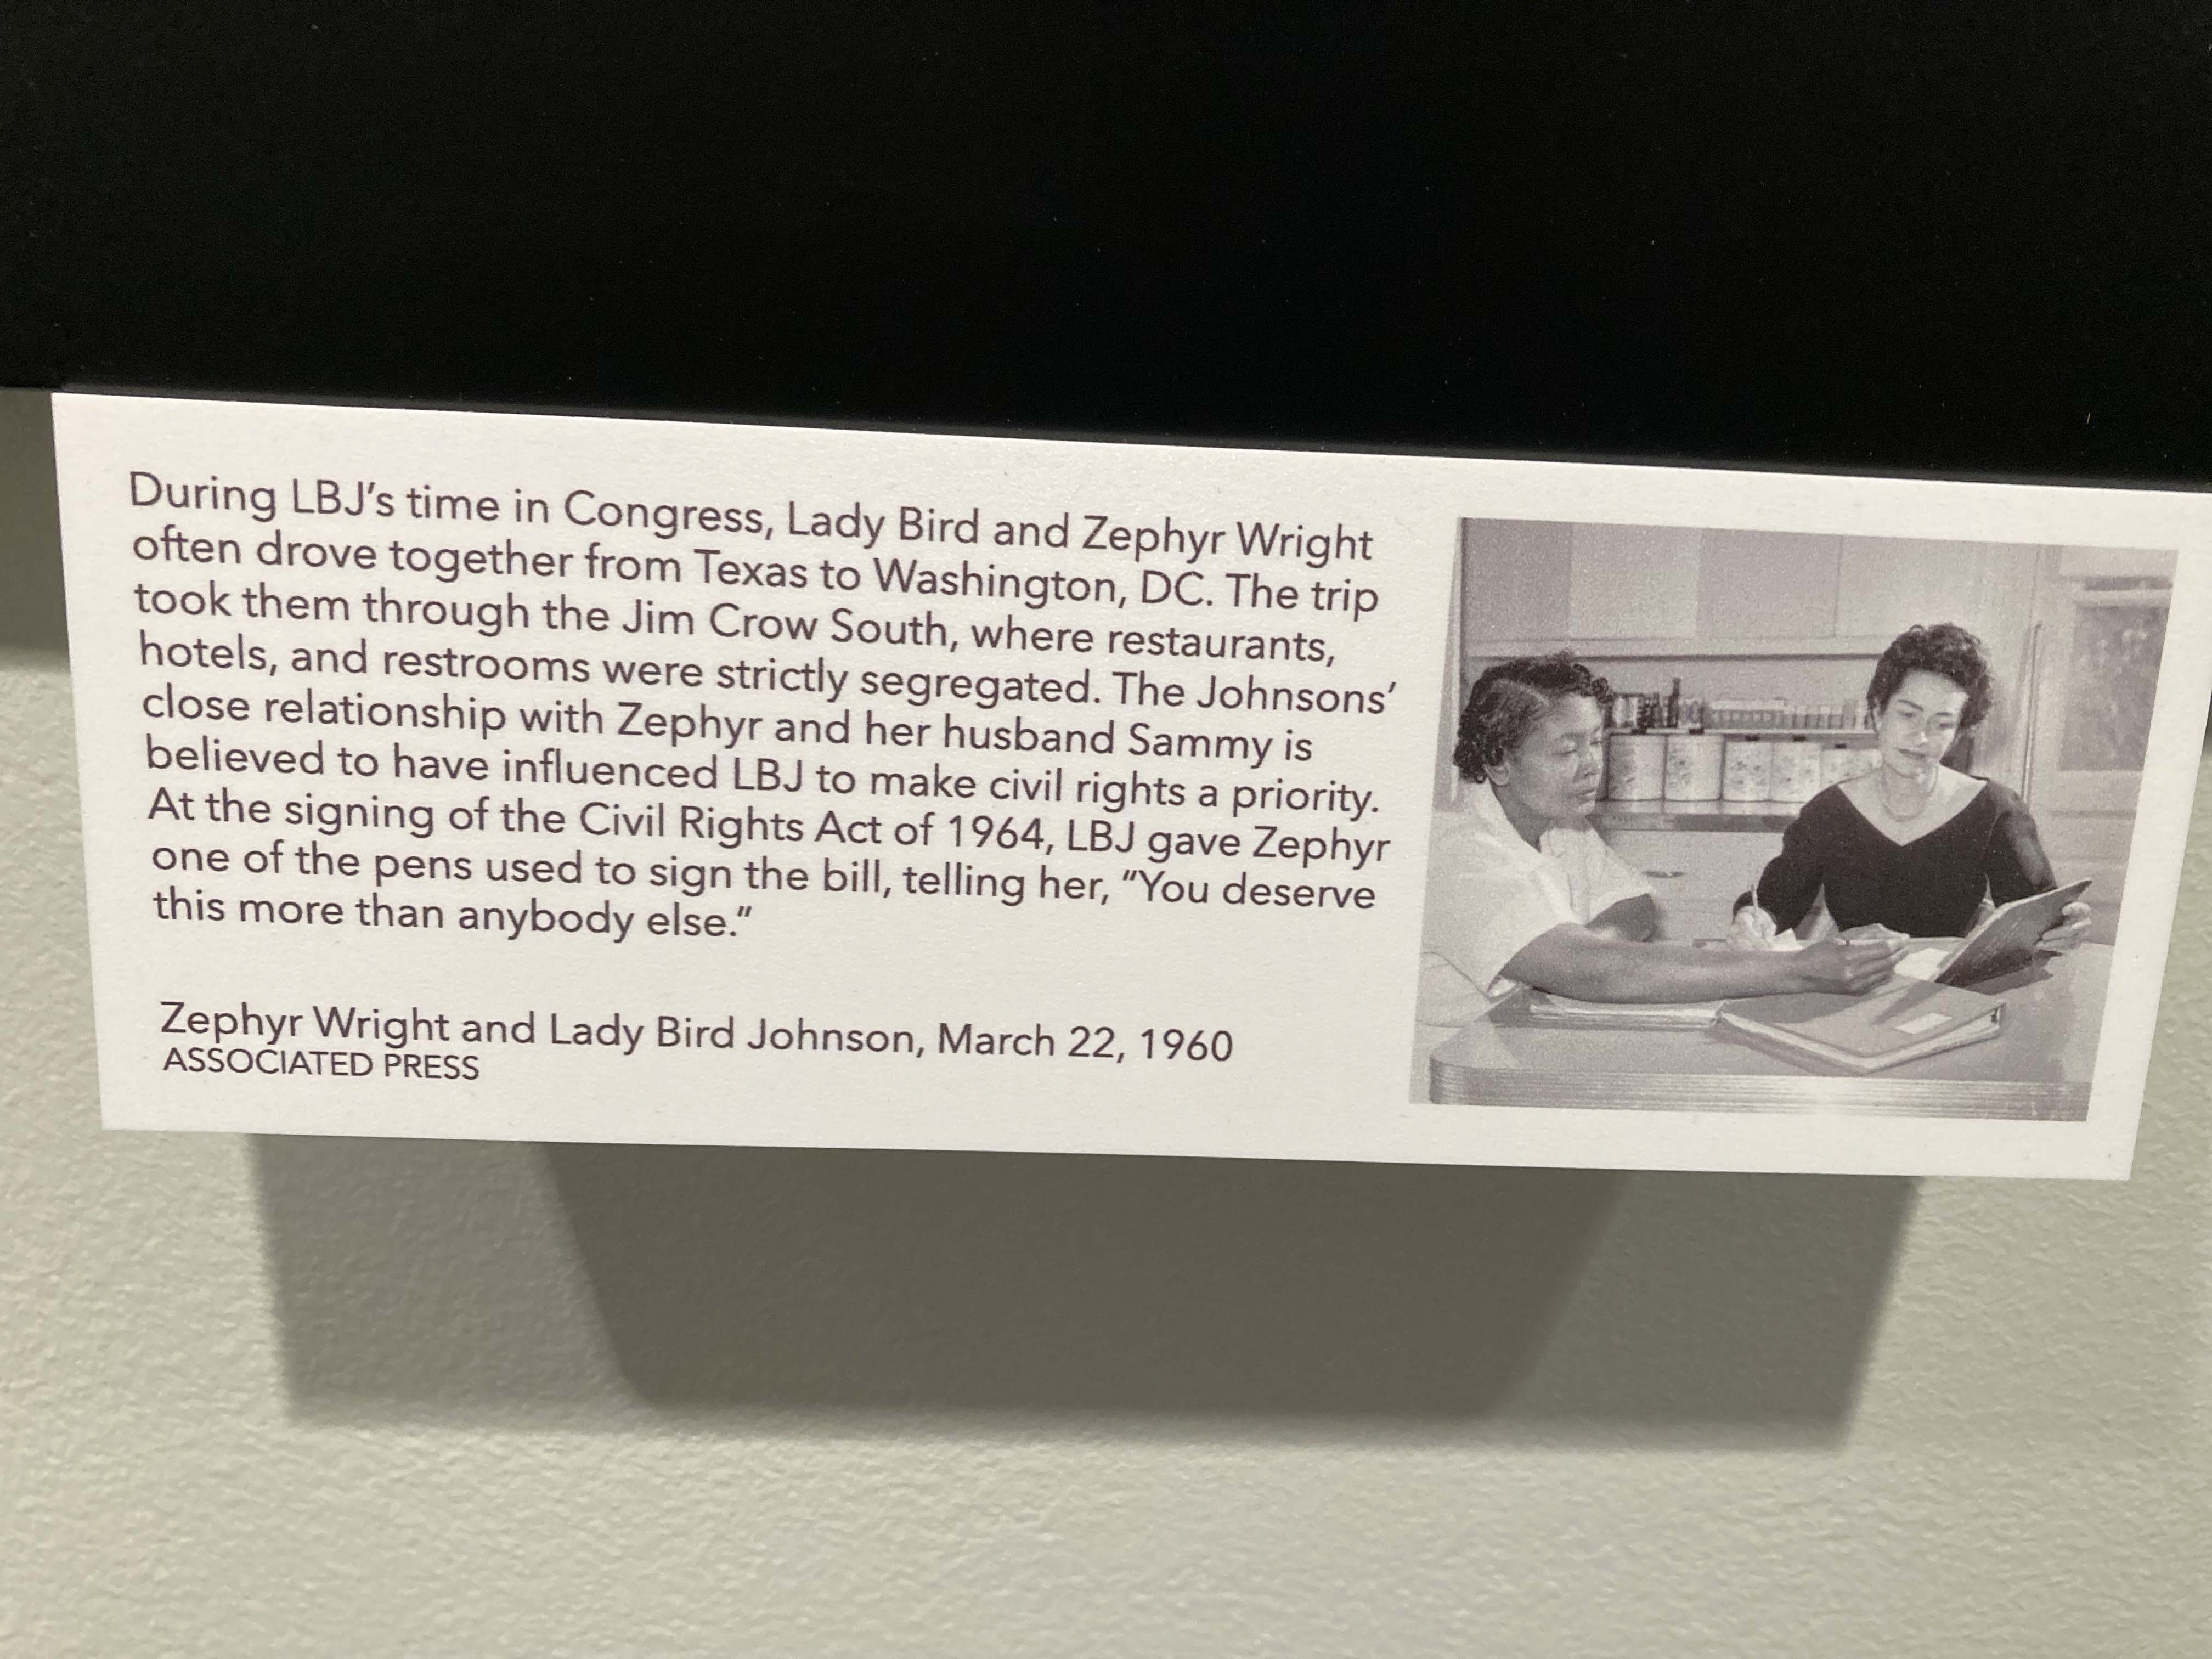 During LBJ’s time in Congress, Lady Bird and Zephyr Wright
often drove together from Texas to Washington, DC. The trip
took them through the Jim Crow South, where restaurants,
hotels, and restrooms were strictly segregated. The Johnsons’
close relationship with Zephyr and her husband Sammy is
believed to have influenced LBJ to make civil rights a priority.
At the signing of the Civil Rights Act of 1964, LBJ gave Zephyr
one of the pens used to sign the bill, telling her, “You deserve
this more than anybody else.”
Zephyr Wright and Lady Bird Johnson, March 22, 1960
ASSOCIATED PRESS